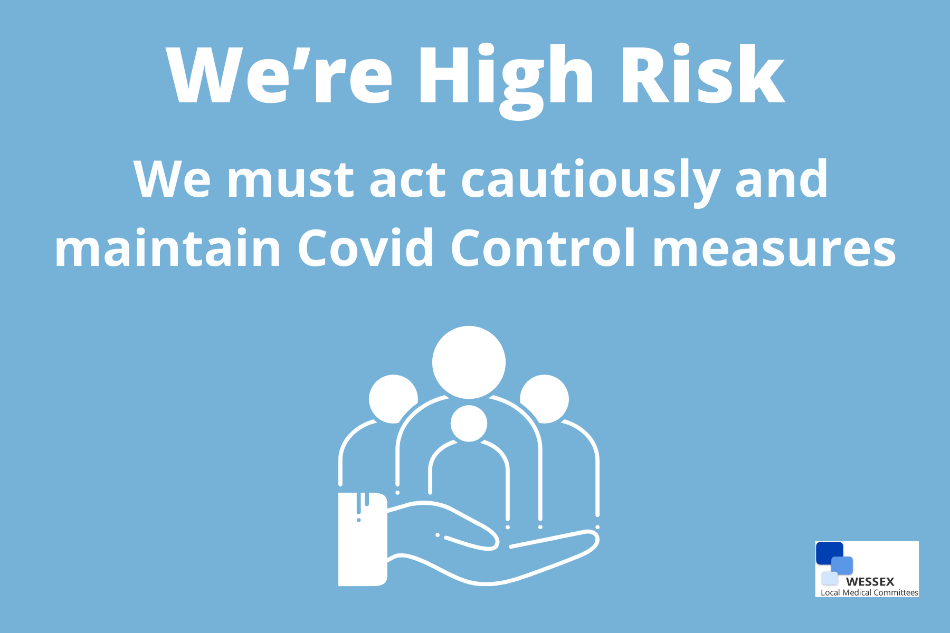 We’re High Risk
We must act cautiously and
maintain Covid Control measures
WESSEX
Local Medical Committees